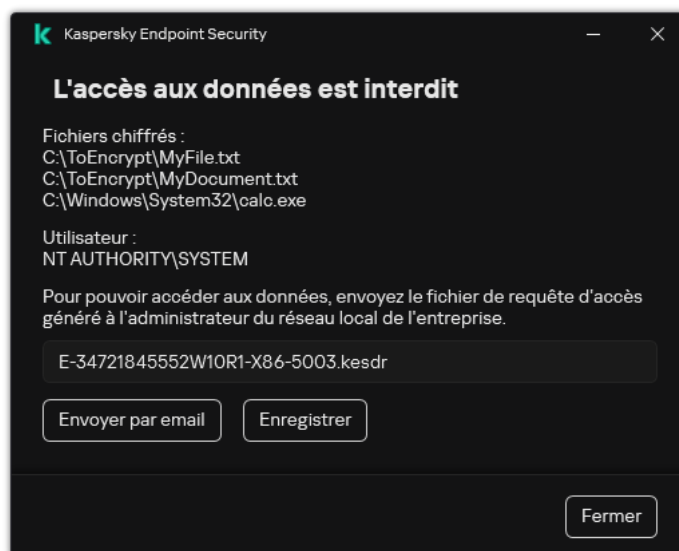 Kaspersky Endpoint Security
L'accès aux données est interdit
Fichiers chiffrés :
C:\ToEncrypt\MyFile.txt
C:\ToEncrypt\MyDocument.txt
C:\Windows\System32\calc.exe
Utilisateur :
NT AUTHORITY\SYSTEM
Pour pouvoir accéder aux données, envoyez le fichier de requête d'accès
généré à l'administrateur du réseau local de l'entreprise.
E-34721845552W10R1-X86-5003.kesdr
Envoyer par email
Enregistrer
Fermer